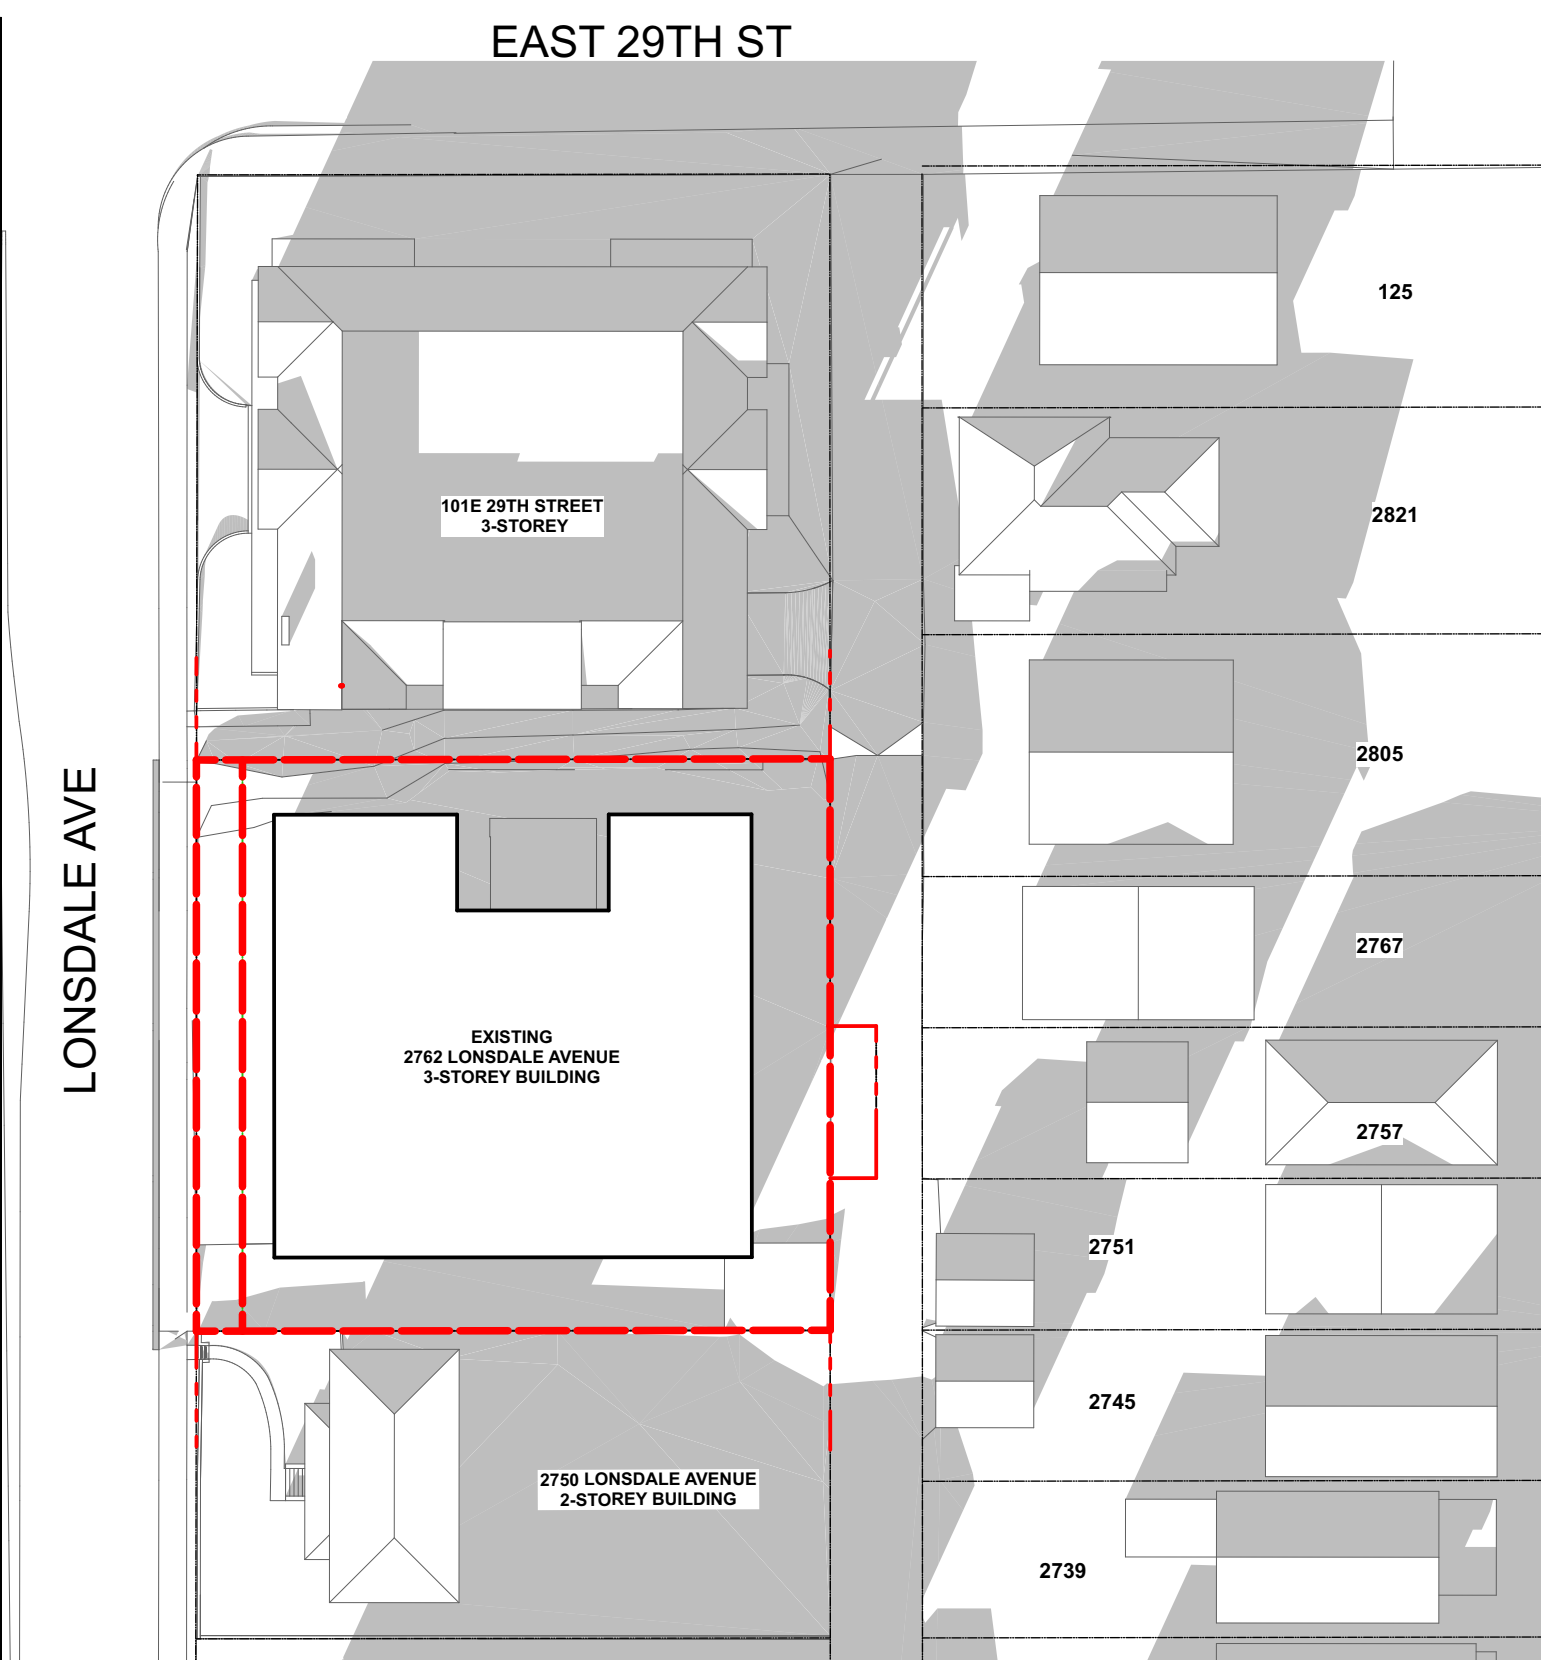 EAST 29TH ST
125
101E 29TH STREET
3-STOREY
2821
2805
LONSDALE AVE
2767
EXISTING
2762 LONSDALE AVENUE
3-STOREY BUILDING
2757
2751
2745
2750 LONSDALE AVENUE
2-STOREY BUILDING
2739